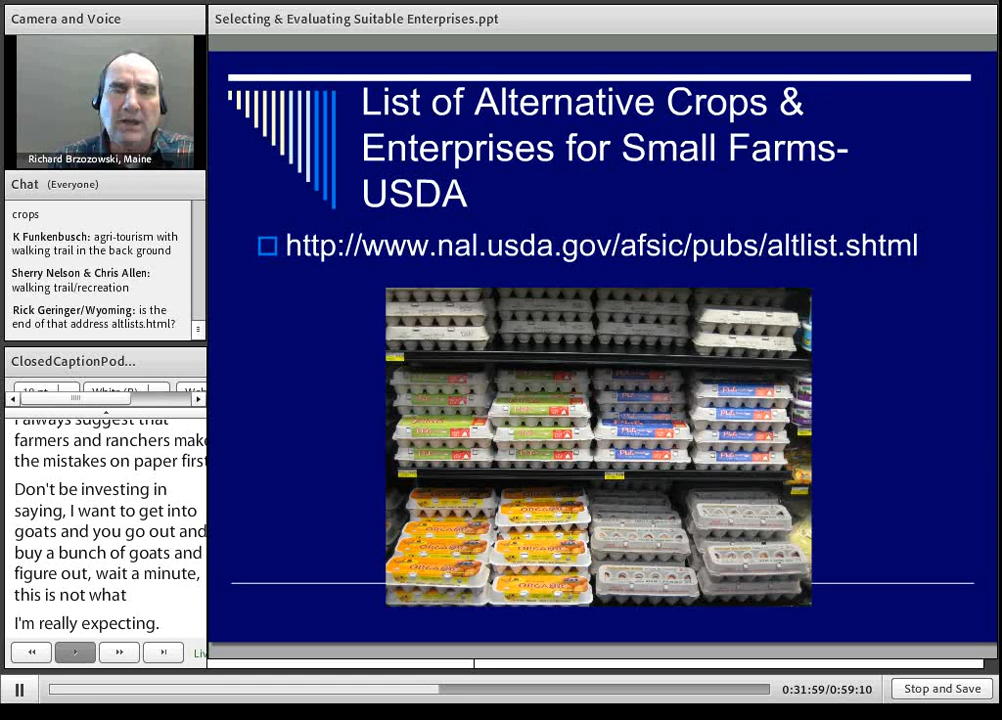 Camera and Voice
Richard Brzozowski, Maine
Chat (Everyone)
crops
K Funkenbusch: agri-tourism with
walking trail in the back ground
Sherry Nelson & Chris Allen:
walking trail/recreation
Rick Geringer/Wyoming: is the
end of that address altlists.html?
ClosedCaptionPod...
I always suggest that
farmers and ranchers make
the mistakes on paper first
Don't be investing in
saying, I want to get into
goats and you go out and
buy a bunch of goats and
figure out, wait a minute,
this is not what
I'm really expecting.
Selecting & Evaluating Suitable Enterprises.ppt
List of Alternative Crops &
Enterprises for Small Farms-
USDA
http://www.nal.usda.gov/afsic/pubs/altlist.shtml
ORGANIC
ORGANIC
0:31:59/0:59:10
Stop and Save